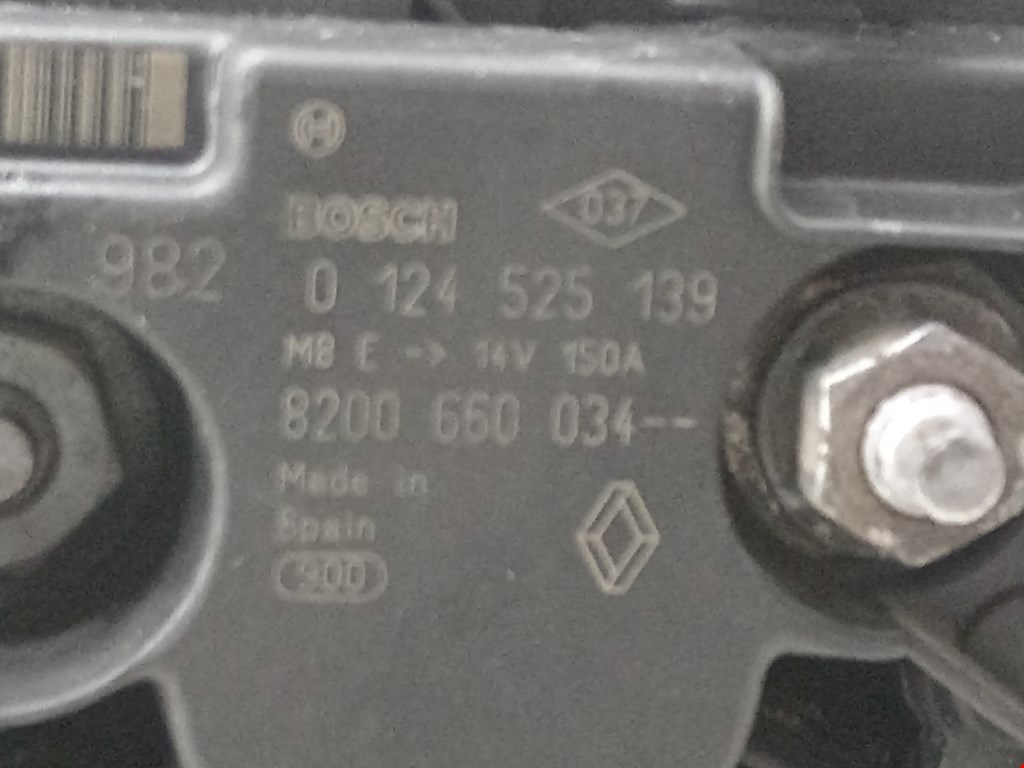 BOSCH
037
982
0 124 525 139
MB E -> 14V 150A
8200 660 034--
Made in
Spain
900